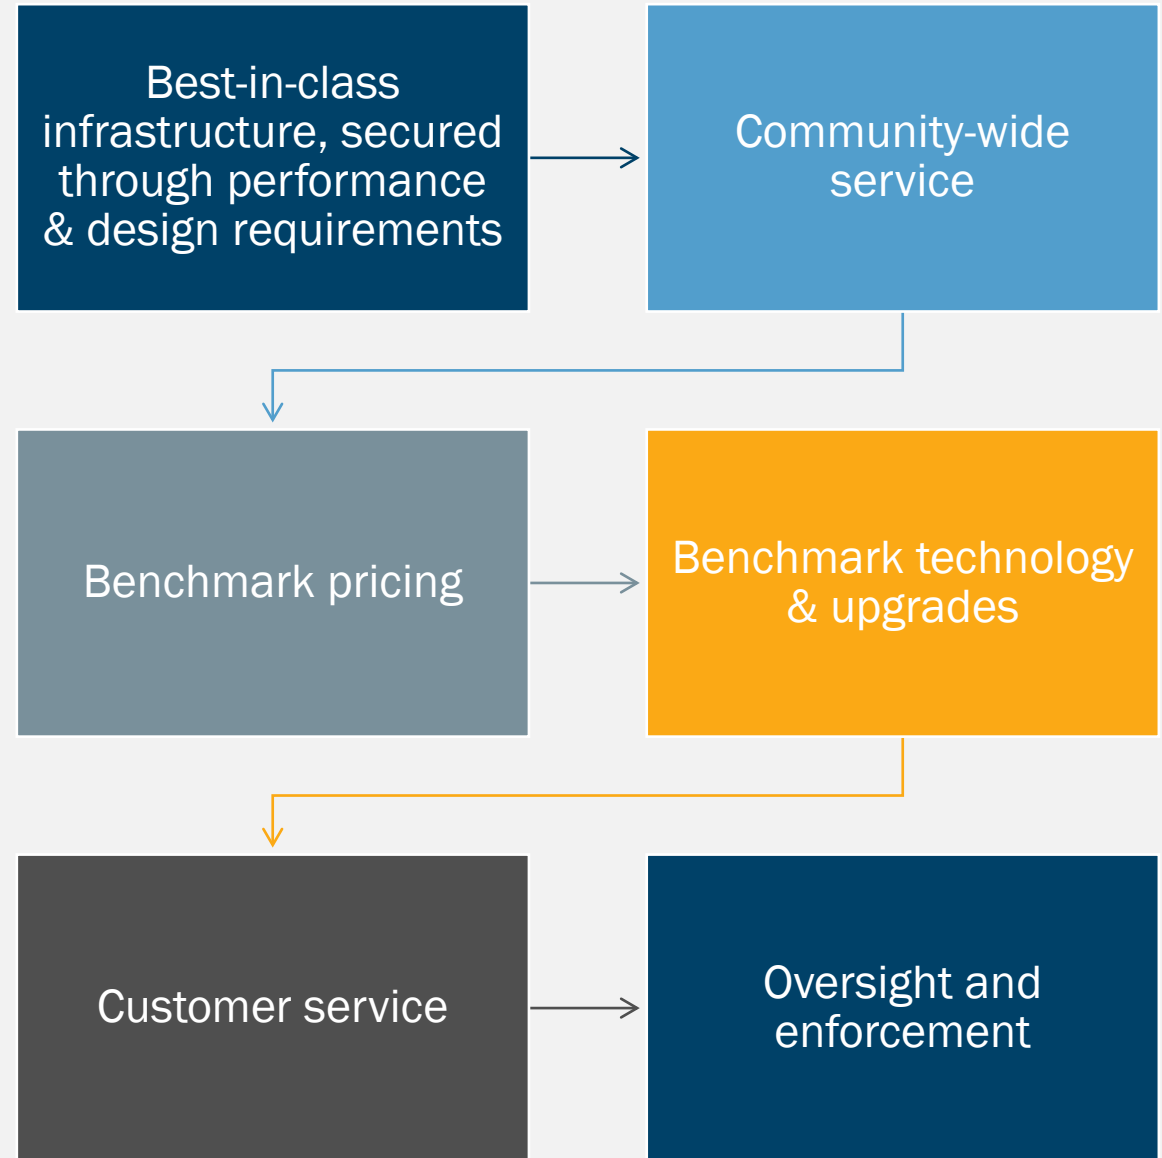 Best-in-class
infrastructure, secured
through performance
& design requirements
Community-wide
service
Benchmark pricing
Benchmark technology
& upgrades
Customer service
Oversight and
enforcement